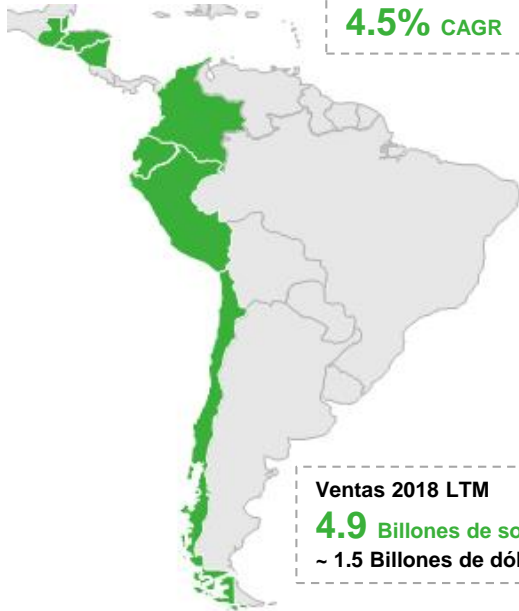 4.5% CAGR
Ventas 2018 LTM
4.9 Billones de
~ 1.5 Billones de